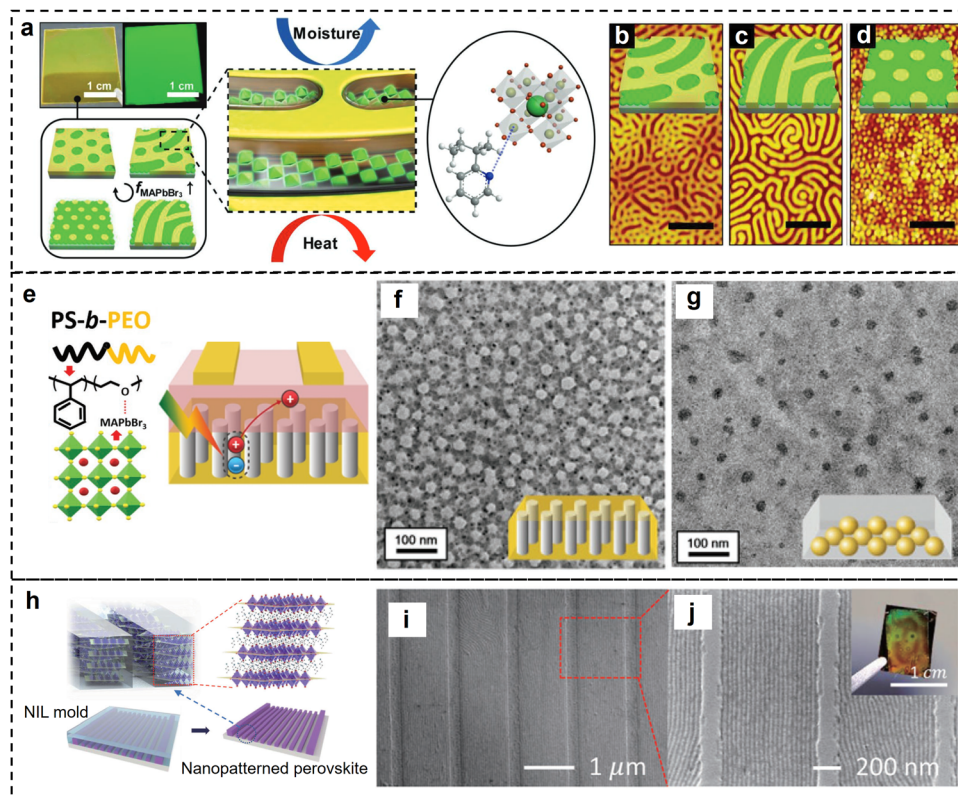 a
1 cm
1 cm
Moisture
fMAPbBr3 ↑
Heat
b
c
d
e
PS-b-PEO
O
MAPbBr3
+
+
-
f
100 nm
g
100 nm
h
NIL mold
Nanopatterned perovskite
i
1 μm
j
1 cm
200 nm